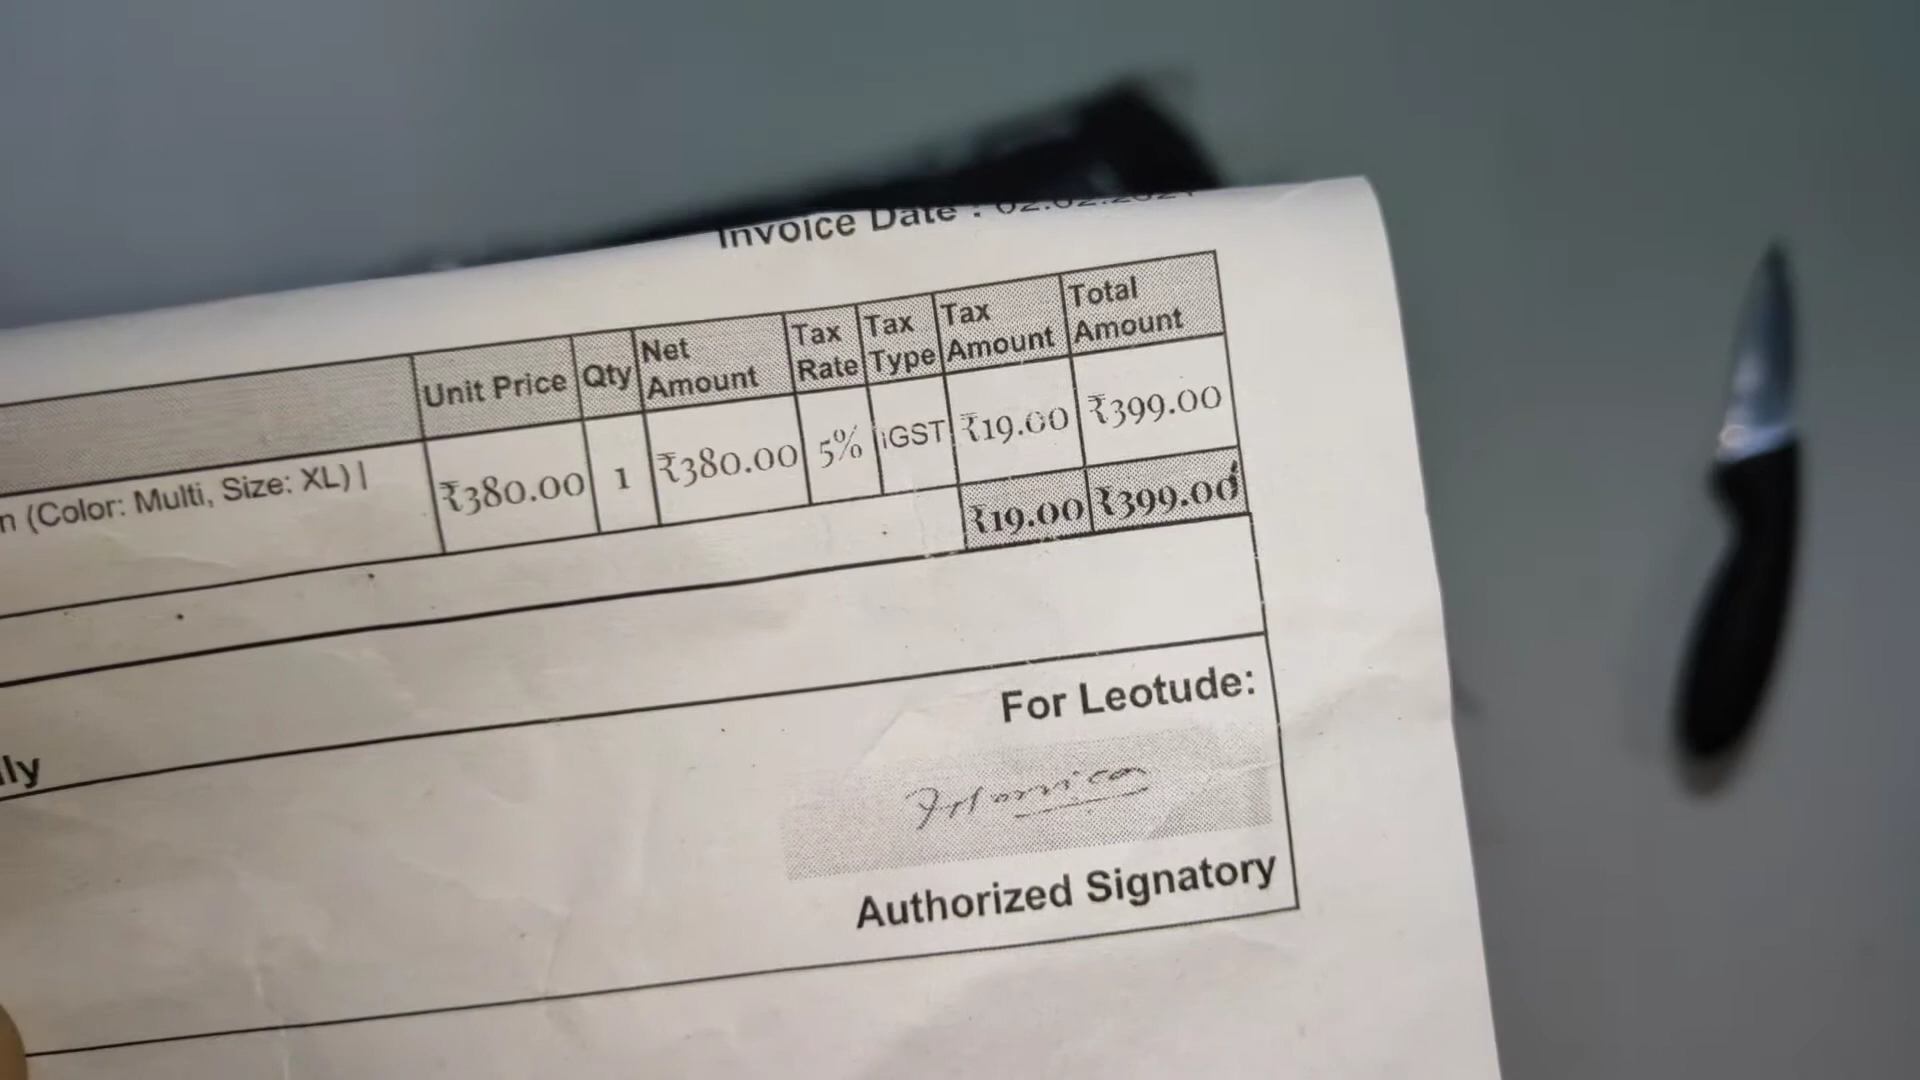 Invoice Date :
Unit Price Qty Net Amount Tax Rate Tax Type Tax Amount Total Amount
n (Color: Multi, Size: XL) | ₹380.00 1 ₹380.00 5% IGST ₹19.00 ₹399.00
₹19.00 ₹399.00
For Leotude:
ly
Authorized Signatory